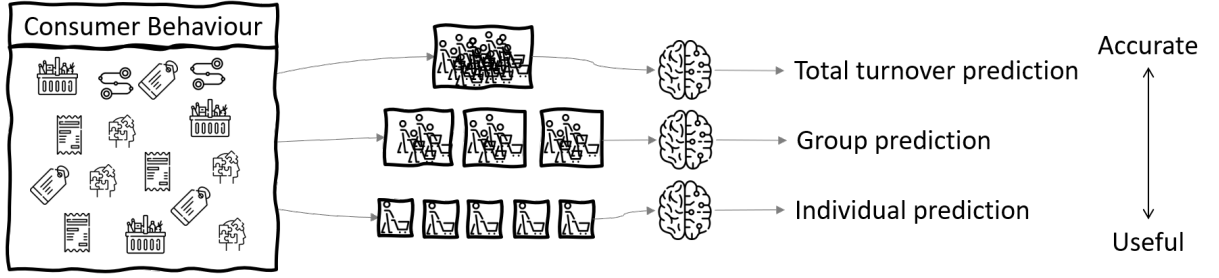 Consumer Behaviour
Total turnover prediction
Group prediction
Individual prediction
Accurate
Useful